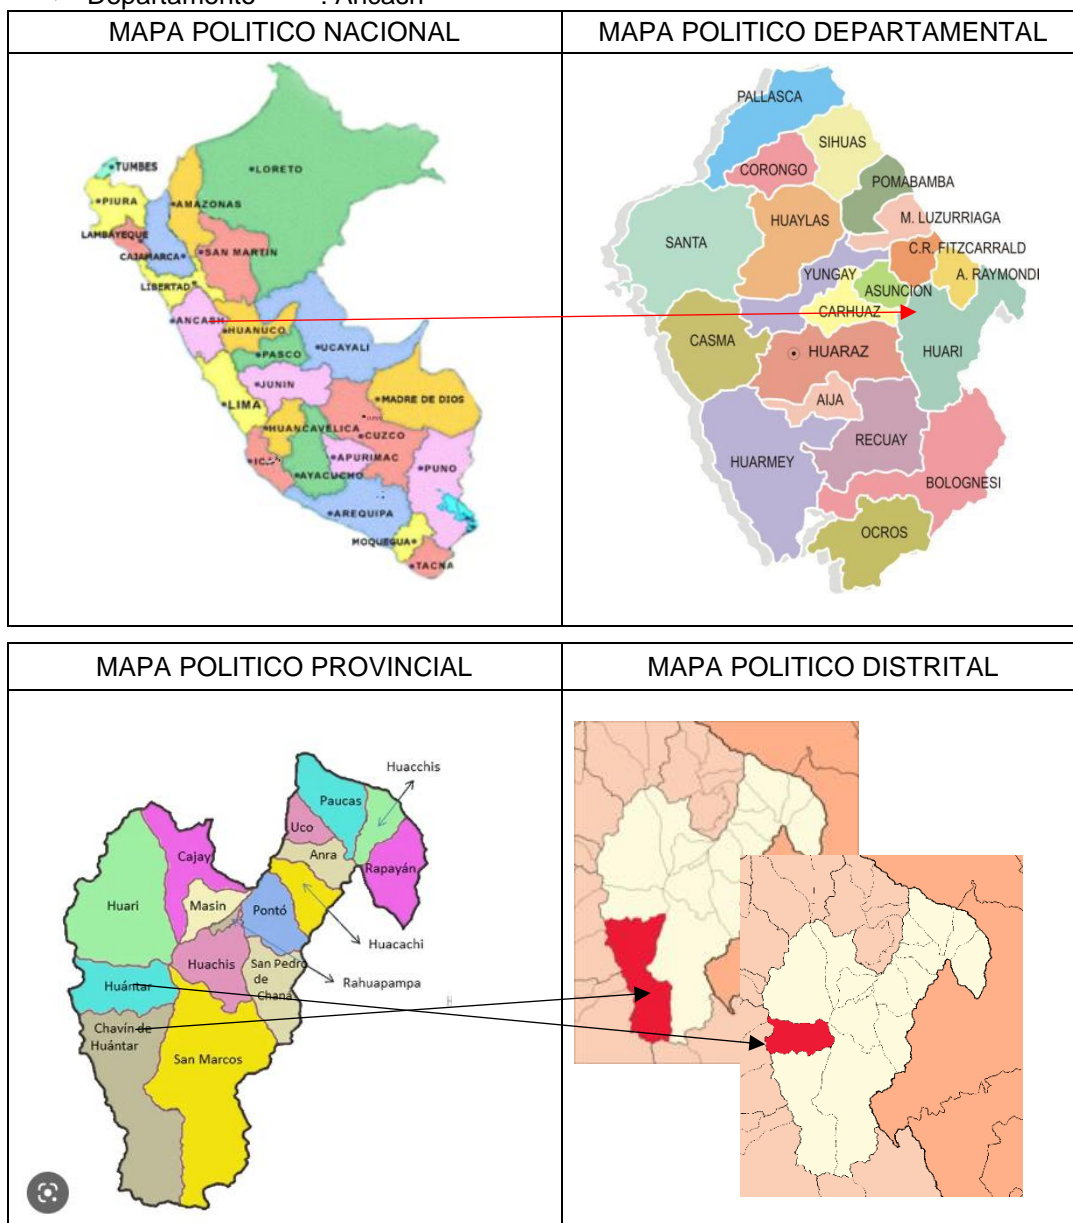 Departamento : Ancash
MAPA POLITICO NACIONAL
MAPA POLITICO DEPARTAMENTAL
TUMBES
LORETO
PIURA
AMAZONAS
LAMBAYEQUE
SAN MARTIN
CAJAMARCA
LIBERTAD
ANCASH
HUANUCO
UCAYALI
PASCO
JUNIN
LIMA
MADRE DE DIOS
HUANCAVELICA
CUZCO
ICA
APURIMAC
PUNO
AYACUCHO
AREQUIPA
MOQUEGUA
TACNA
PALLASCA
SIHUAS
CORONGO
POMABAMBA
HUAYLAS
M. LUZURRIAGA
SANTA
C.R. FITZCARRALD
YUNGAY
A. RAYMONDI
ASUNCION
CARHUAZ
CASMA
HUARAZ
HUARI
AIJA
RECUAY
HUARMEY
BOLOGNESI
OCROS
MAPA POLITICO PROVINCIAL
MAPA POLITICO DISTRITAL
Huacchis
Paucas
Uco
Anra
Cajay
Rapayán
Masin
Huari
Pontó
Huacachi
Huachis
San Pedro
de
Chaná
Rahuapampa
Huántar
Chavín de
Huántar
San Marcos